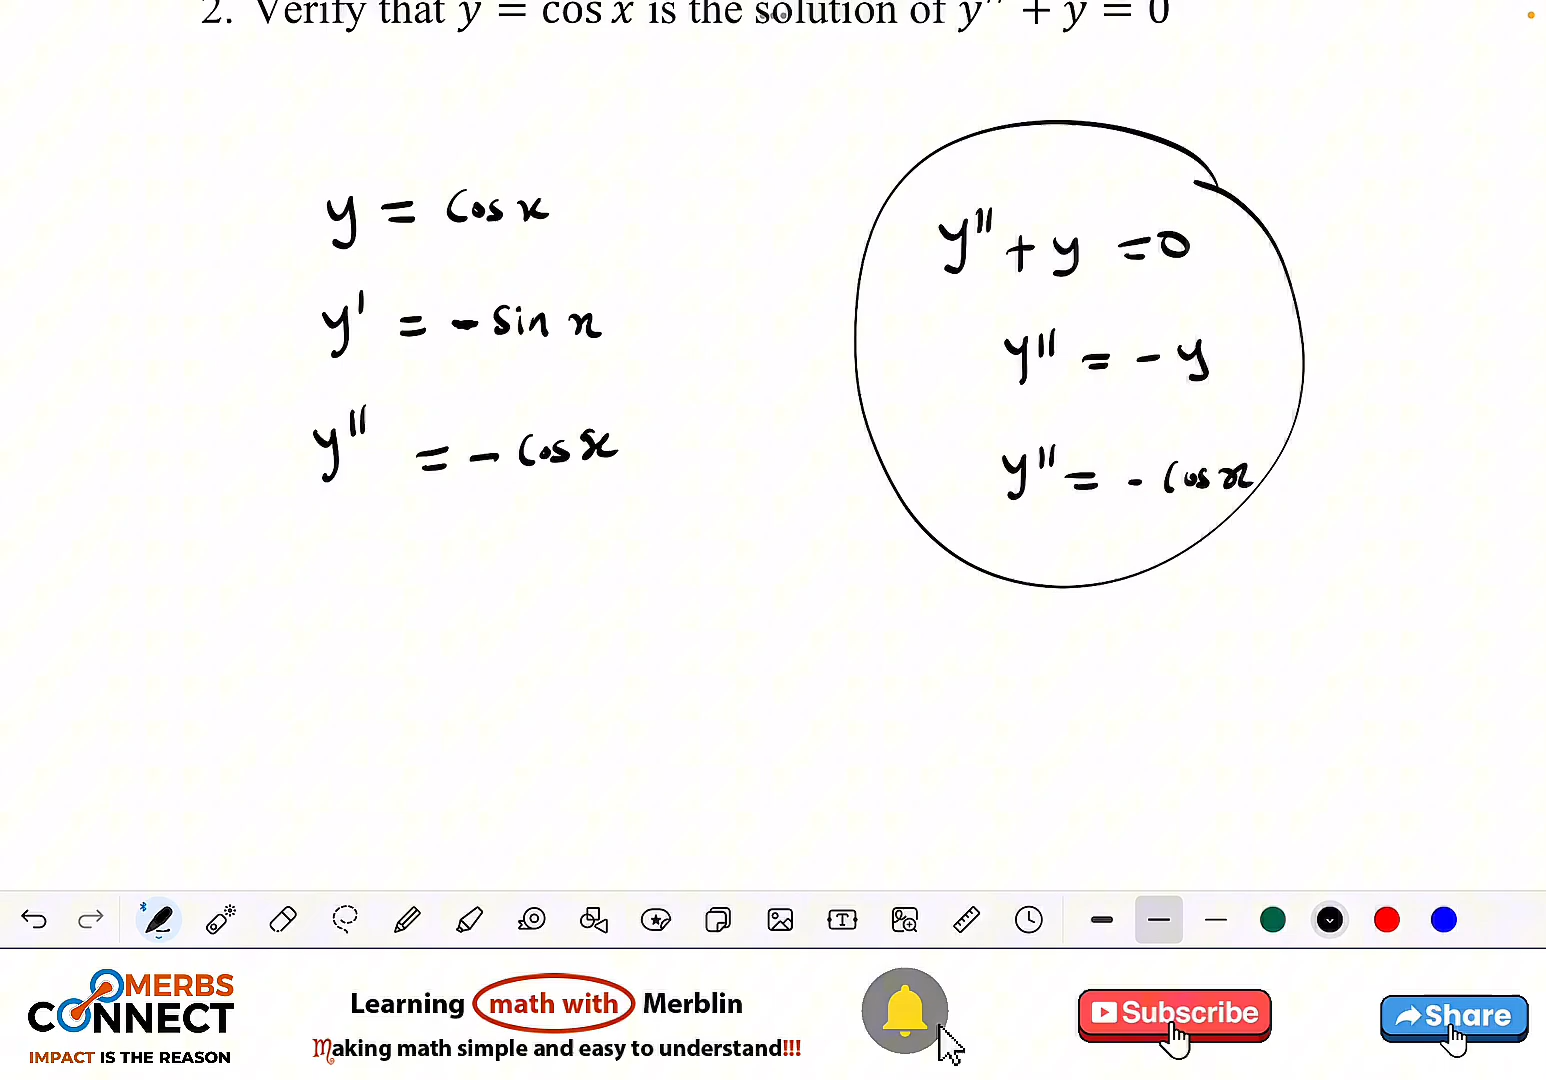 2. Verify that y = cos x is the solution of y'' + y = 0
y = cos x
y' = - sin x
y'' = - cos x
y'' + y = 0
y'' = - y
y'' = - cos x
MERBS
CONNECT
IMPACT IS THE REASON
Learning math with Merblin
Making math simple and easy to understand!!!
Subscribe
Share